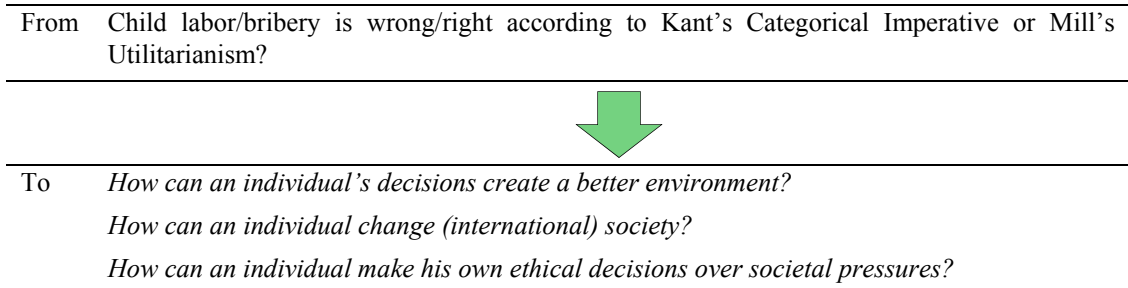 From Child labor/bribery is wrong/right according to Kant's Categorical Imperative or Mill's
Utilitarianism?
To How can an individual's decisions create a better environment?
How can an individual change (international) society?
How can an individual make his own ethical decisions over societal pressures?